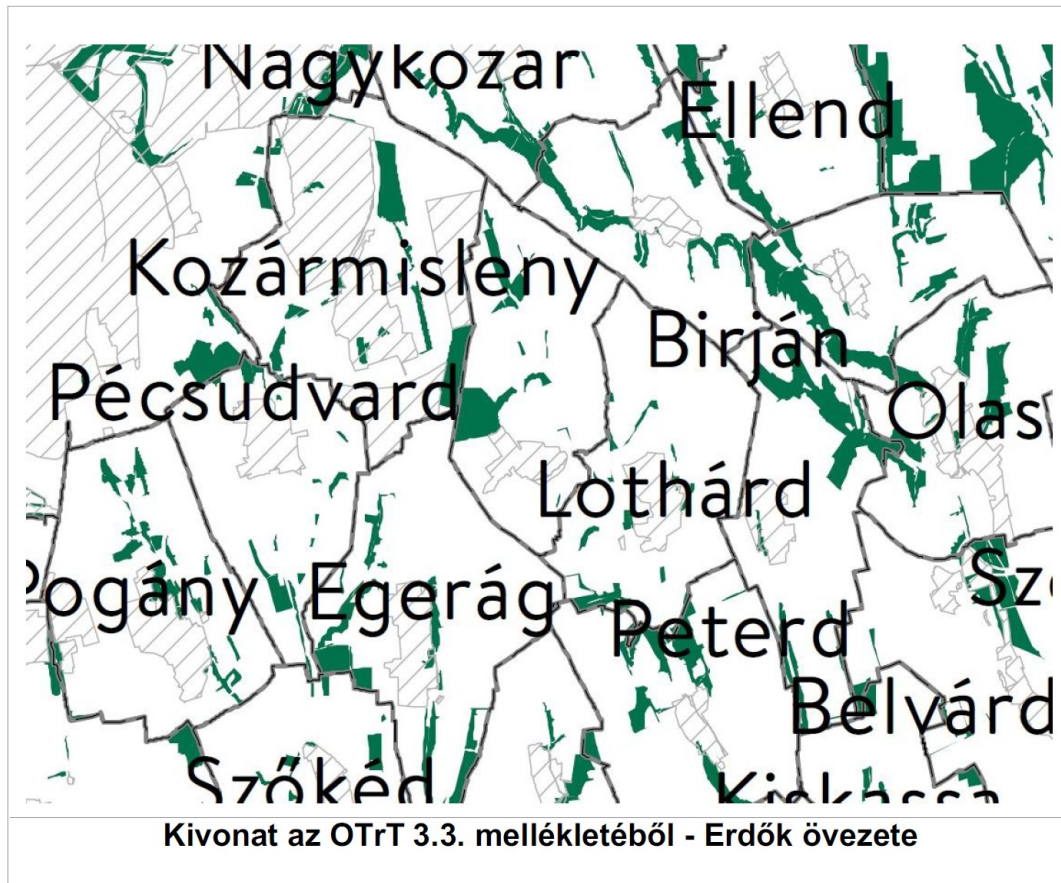 Nagykozar
Ellend
Kozármisleny
Birján
Pécsudvard
Olas
Lothárd
Pogány
Egerág
Sz
Peterd
Belvárd
Szőkéd
Kiskassa
Kivonat az OTrT 3.3. mellékletéből - Erdők övezete